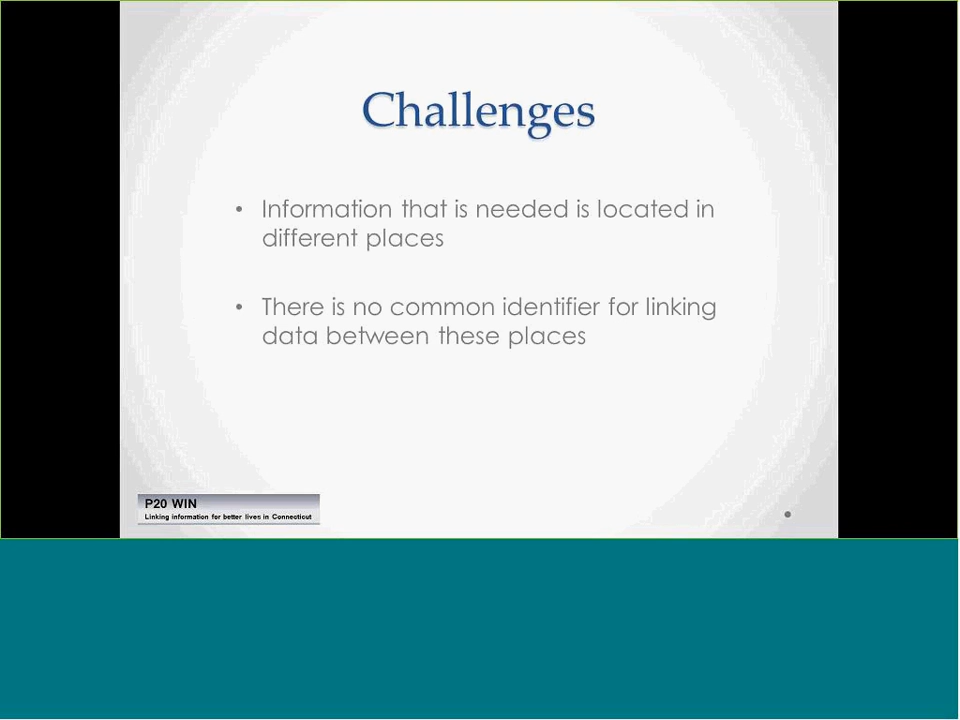 Challenges
• Information that is needed is located in
different places
• There is no common identifier for linking
data between these places
P20 WIN
Linking information for better lives in Connecticut